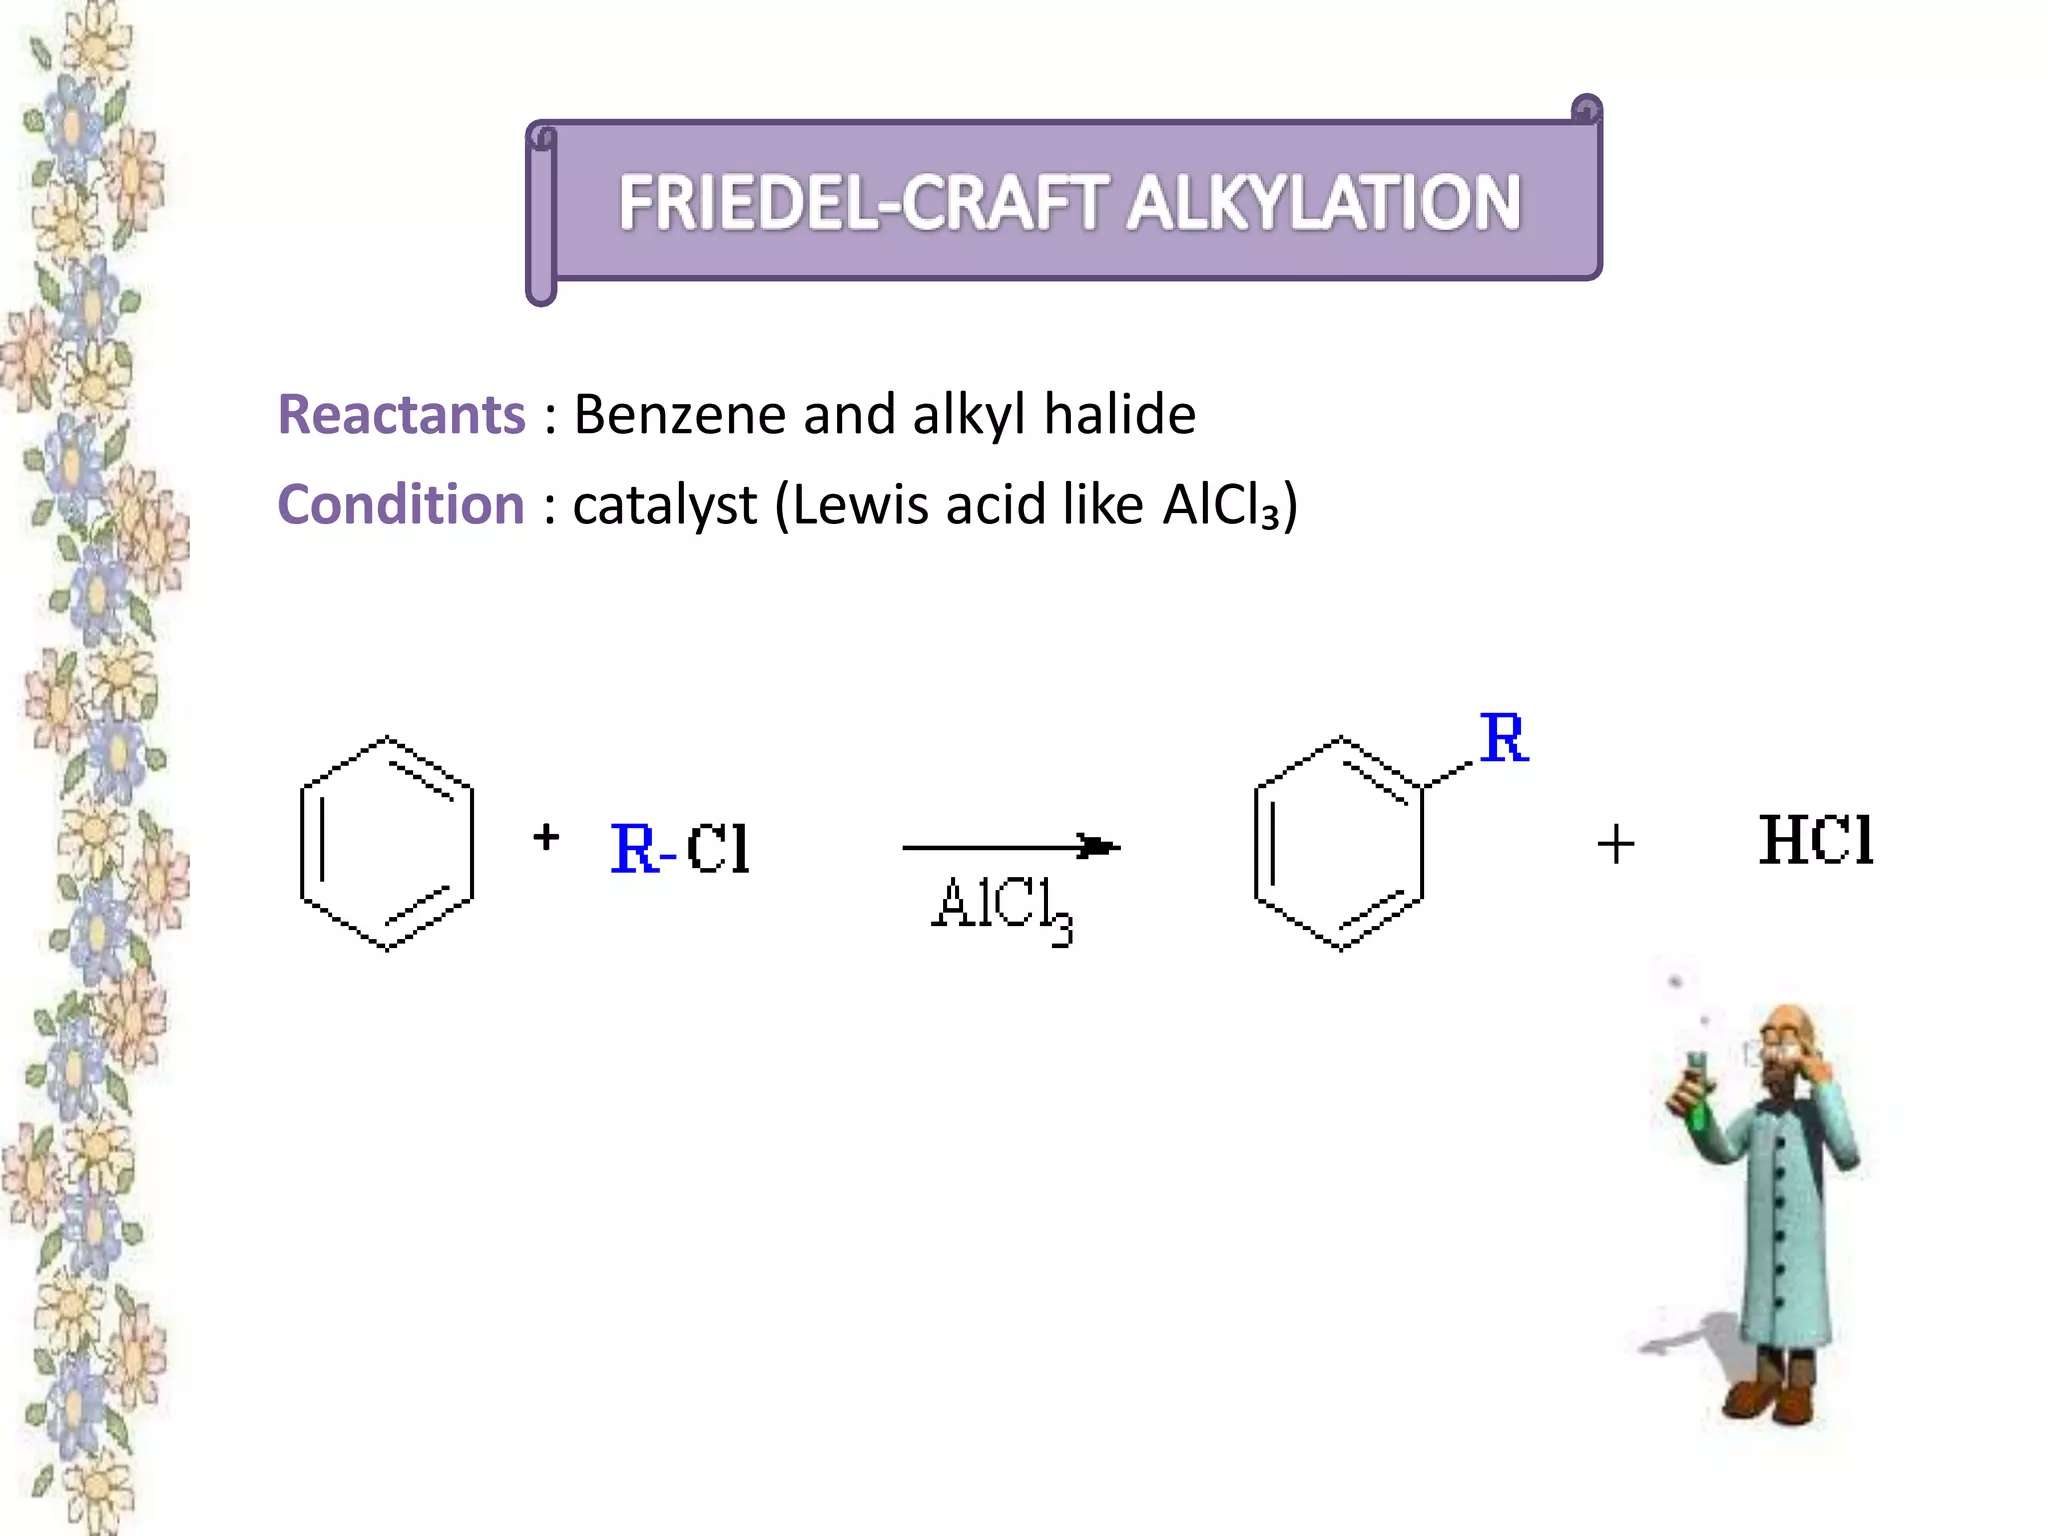 FRIEDEL-CRAFT ALKYLATION
Reactants : Benzene and alkyl halide
Condition : catalyst (Lewis acid like AlCl₃)
R
+ R-Cl + HCl
AlCl₃